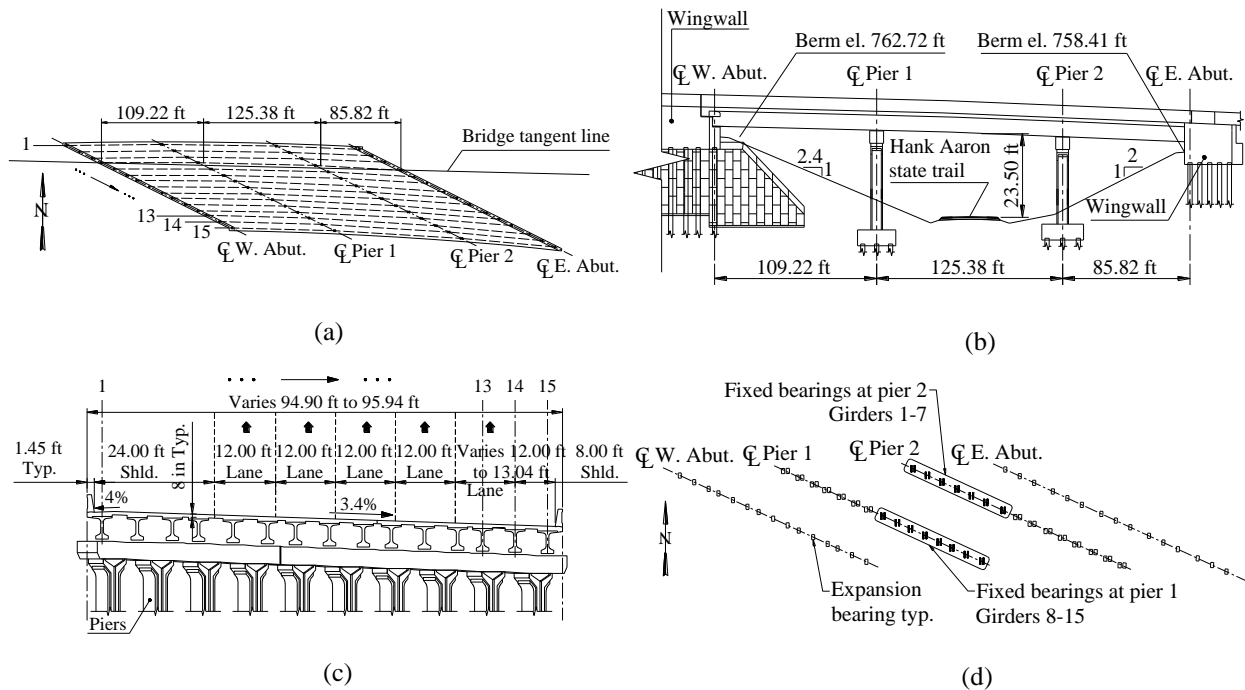 109.22 ft 125.38 ft 85.82 ft
Bridge tangent line
1
N
13
14
15
℄ W. Abut.
℄ Pier 1
℄ Pier 2
℄ E. Abut.
(a)
Wingwall
Berm el. 762.72 ft Berm el. 758.41 ft
℄ W. Abut. ℄ Pier 1 ℄ Pier 2 ℄ E. Abut.
2.4
1
Hank Aaron
state trail
23.50 ft
2
1
Wingwall
109.22 ft 125.38 ft 85.82 ft
(b)
1 13 14 15
Varies 94.90 ft to 95.94 ft
1.45 ft
Typ.
24.00 ft
Shld.
8 in Typ.
12.00 ft
Lane
12.00 ft
Lane
12.00 ft
Lane
12.00 ft
Lane
Varies 12.00 ft
to 13.04 ft
Lane
8.00 ft
Shld.
4%
3.4%
Piers
(c)
Fixed bearings at pier 2
Girders 1-7
℄ W. Abut. ℄ Pier 1 ℄ Pier 2 ℄ E. Abut.
N
Expansion
bearing typ.
Fixed bearings at pier 1
Girders 8-15
(d)